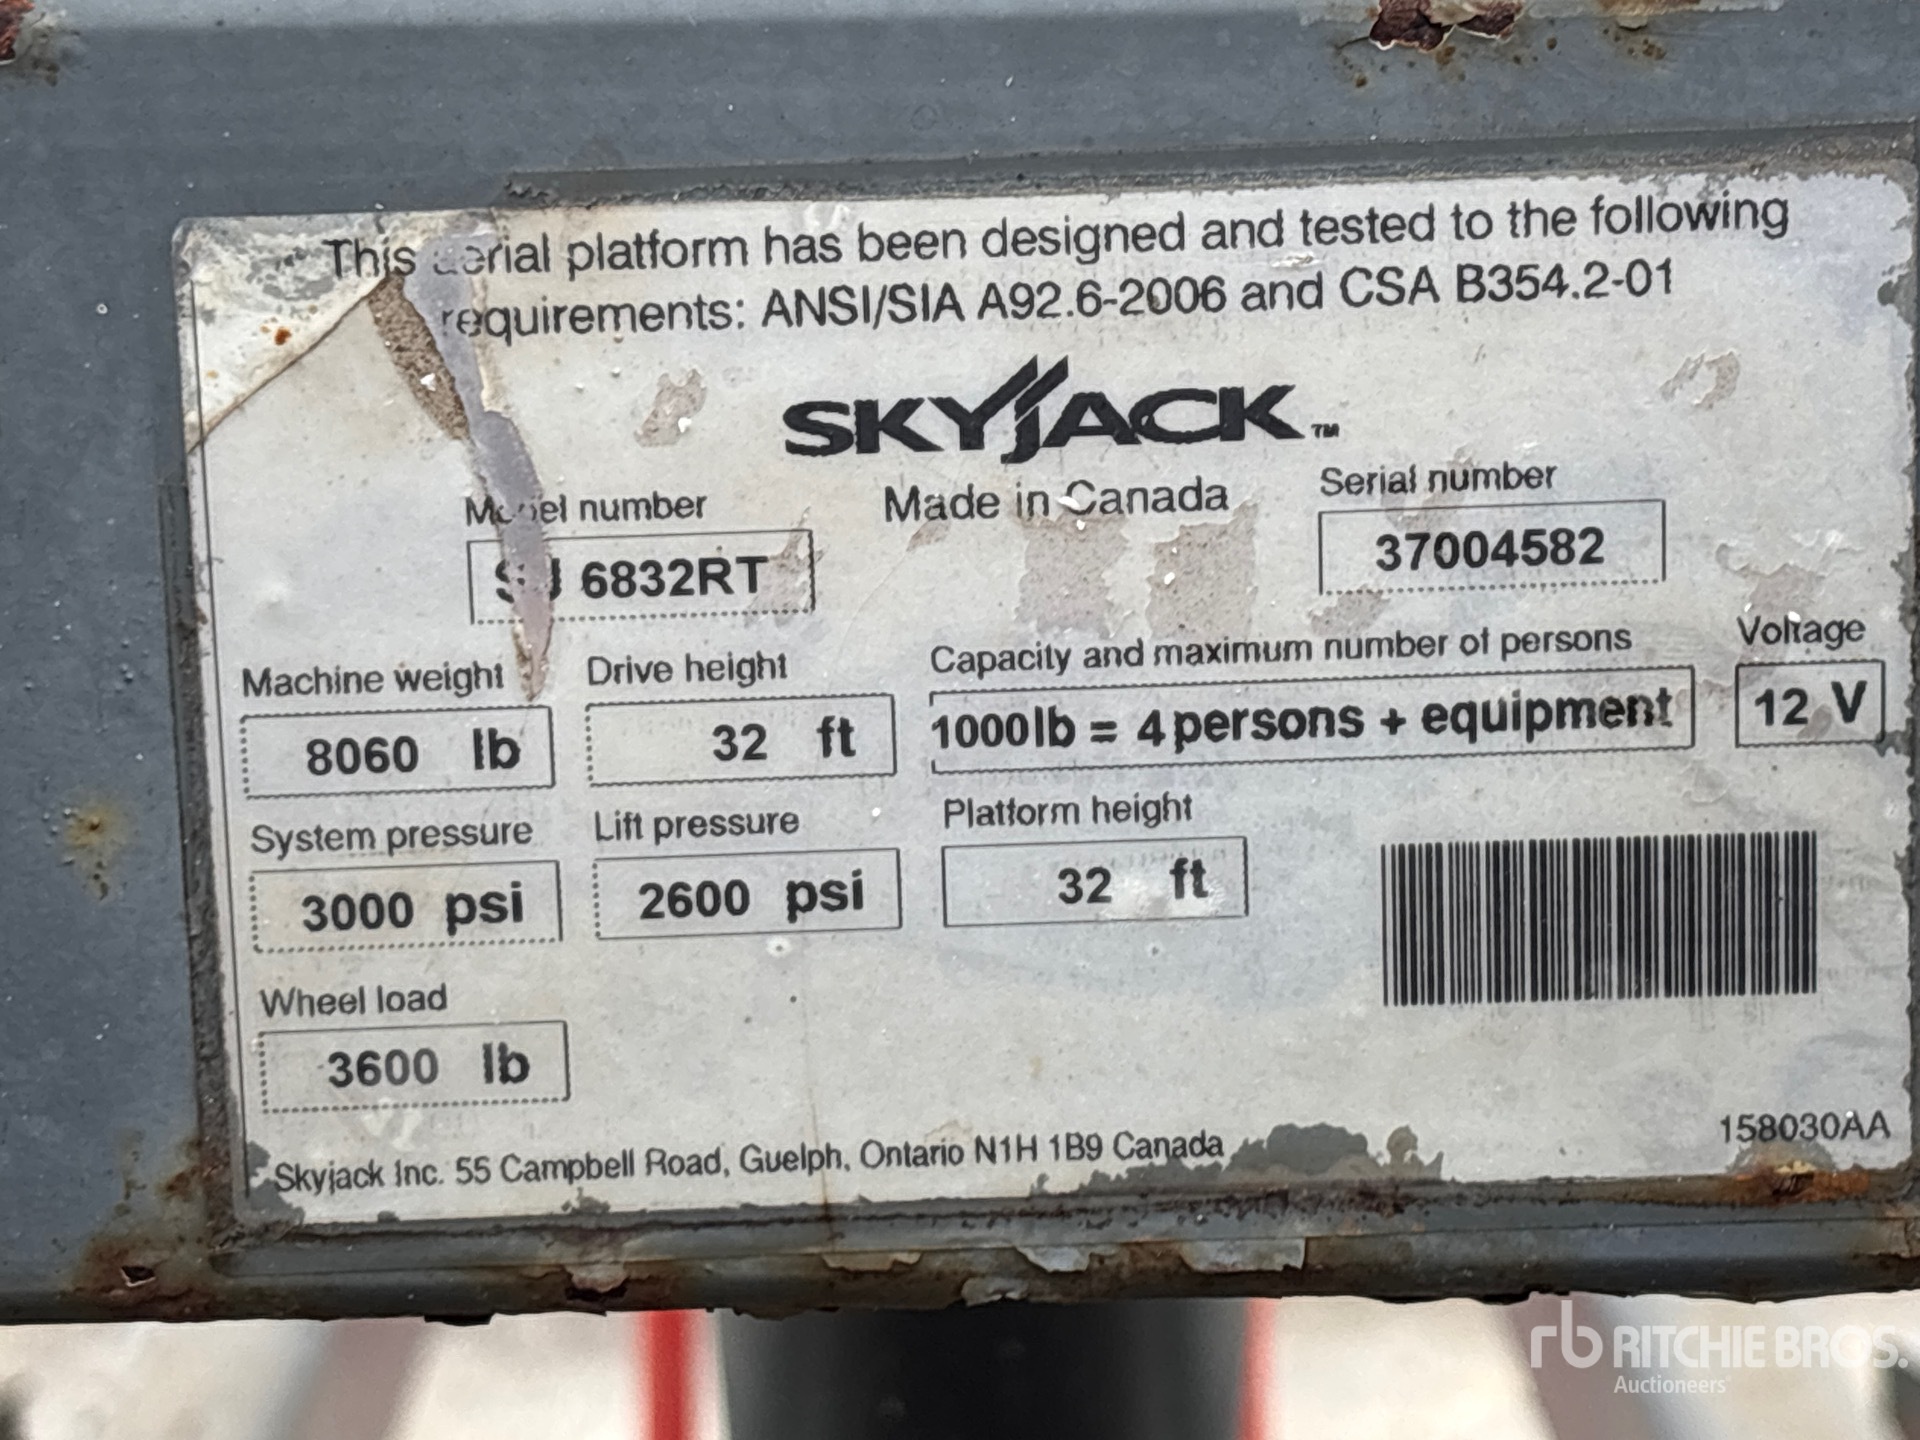 This aerial platform has been designed and tested to the following
requirements: ANSI/SIA A92.6-2006 and CSA B354.2-01
SKYJACK™
Made in Canada
Model number
SJ 6832RT
Serial number
37004582
Machine weight
8060 lb
Drive height
32 ft
Capacity and maximum number of persons
1000lb = 4 persons + equipment
Voltage
12 V
System pressure
3000 psi
Lift pressure
2600 psi
Platform height
32 ft
Wheel load
3600 lb
158030AA
Skyjack Inc. 55 Campbell Road, Guelph, Ontario N1H 1B9 Canada
rb RITCHIE BROS.
Auctioneers